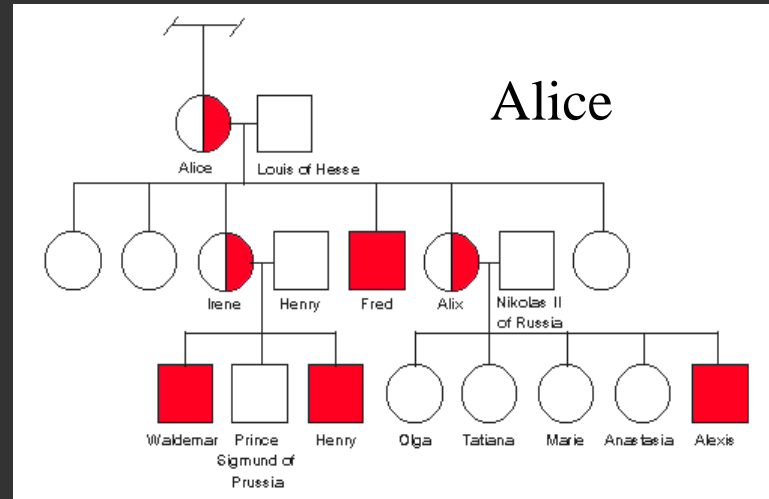 Alice
Alice
Louis of Hesse
Irene
Henry
Fred
Alix
Nikolas II
of Russia
Waldemar
Prince
Sigmund of
Prussia
Henry
Olga
Tatiana
Marie
Anastasia
Alexis